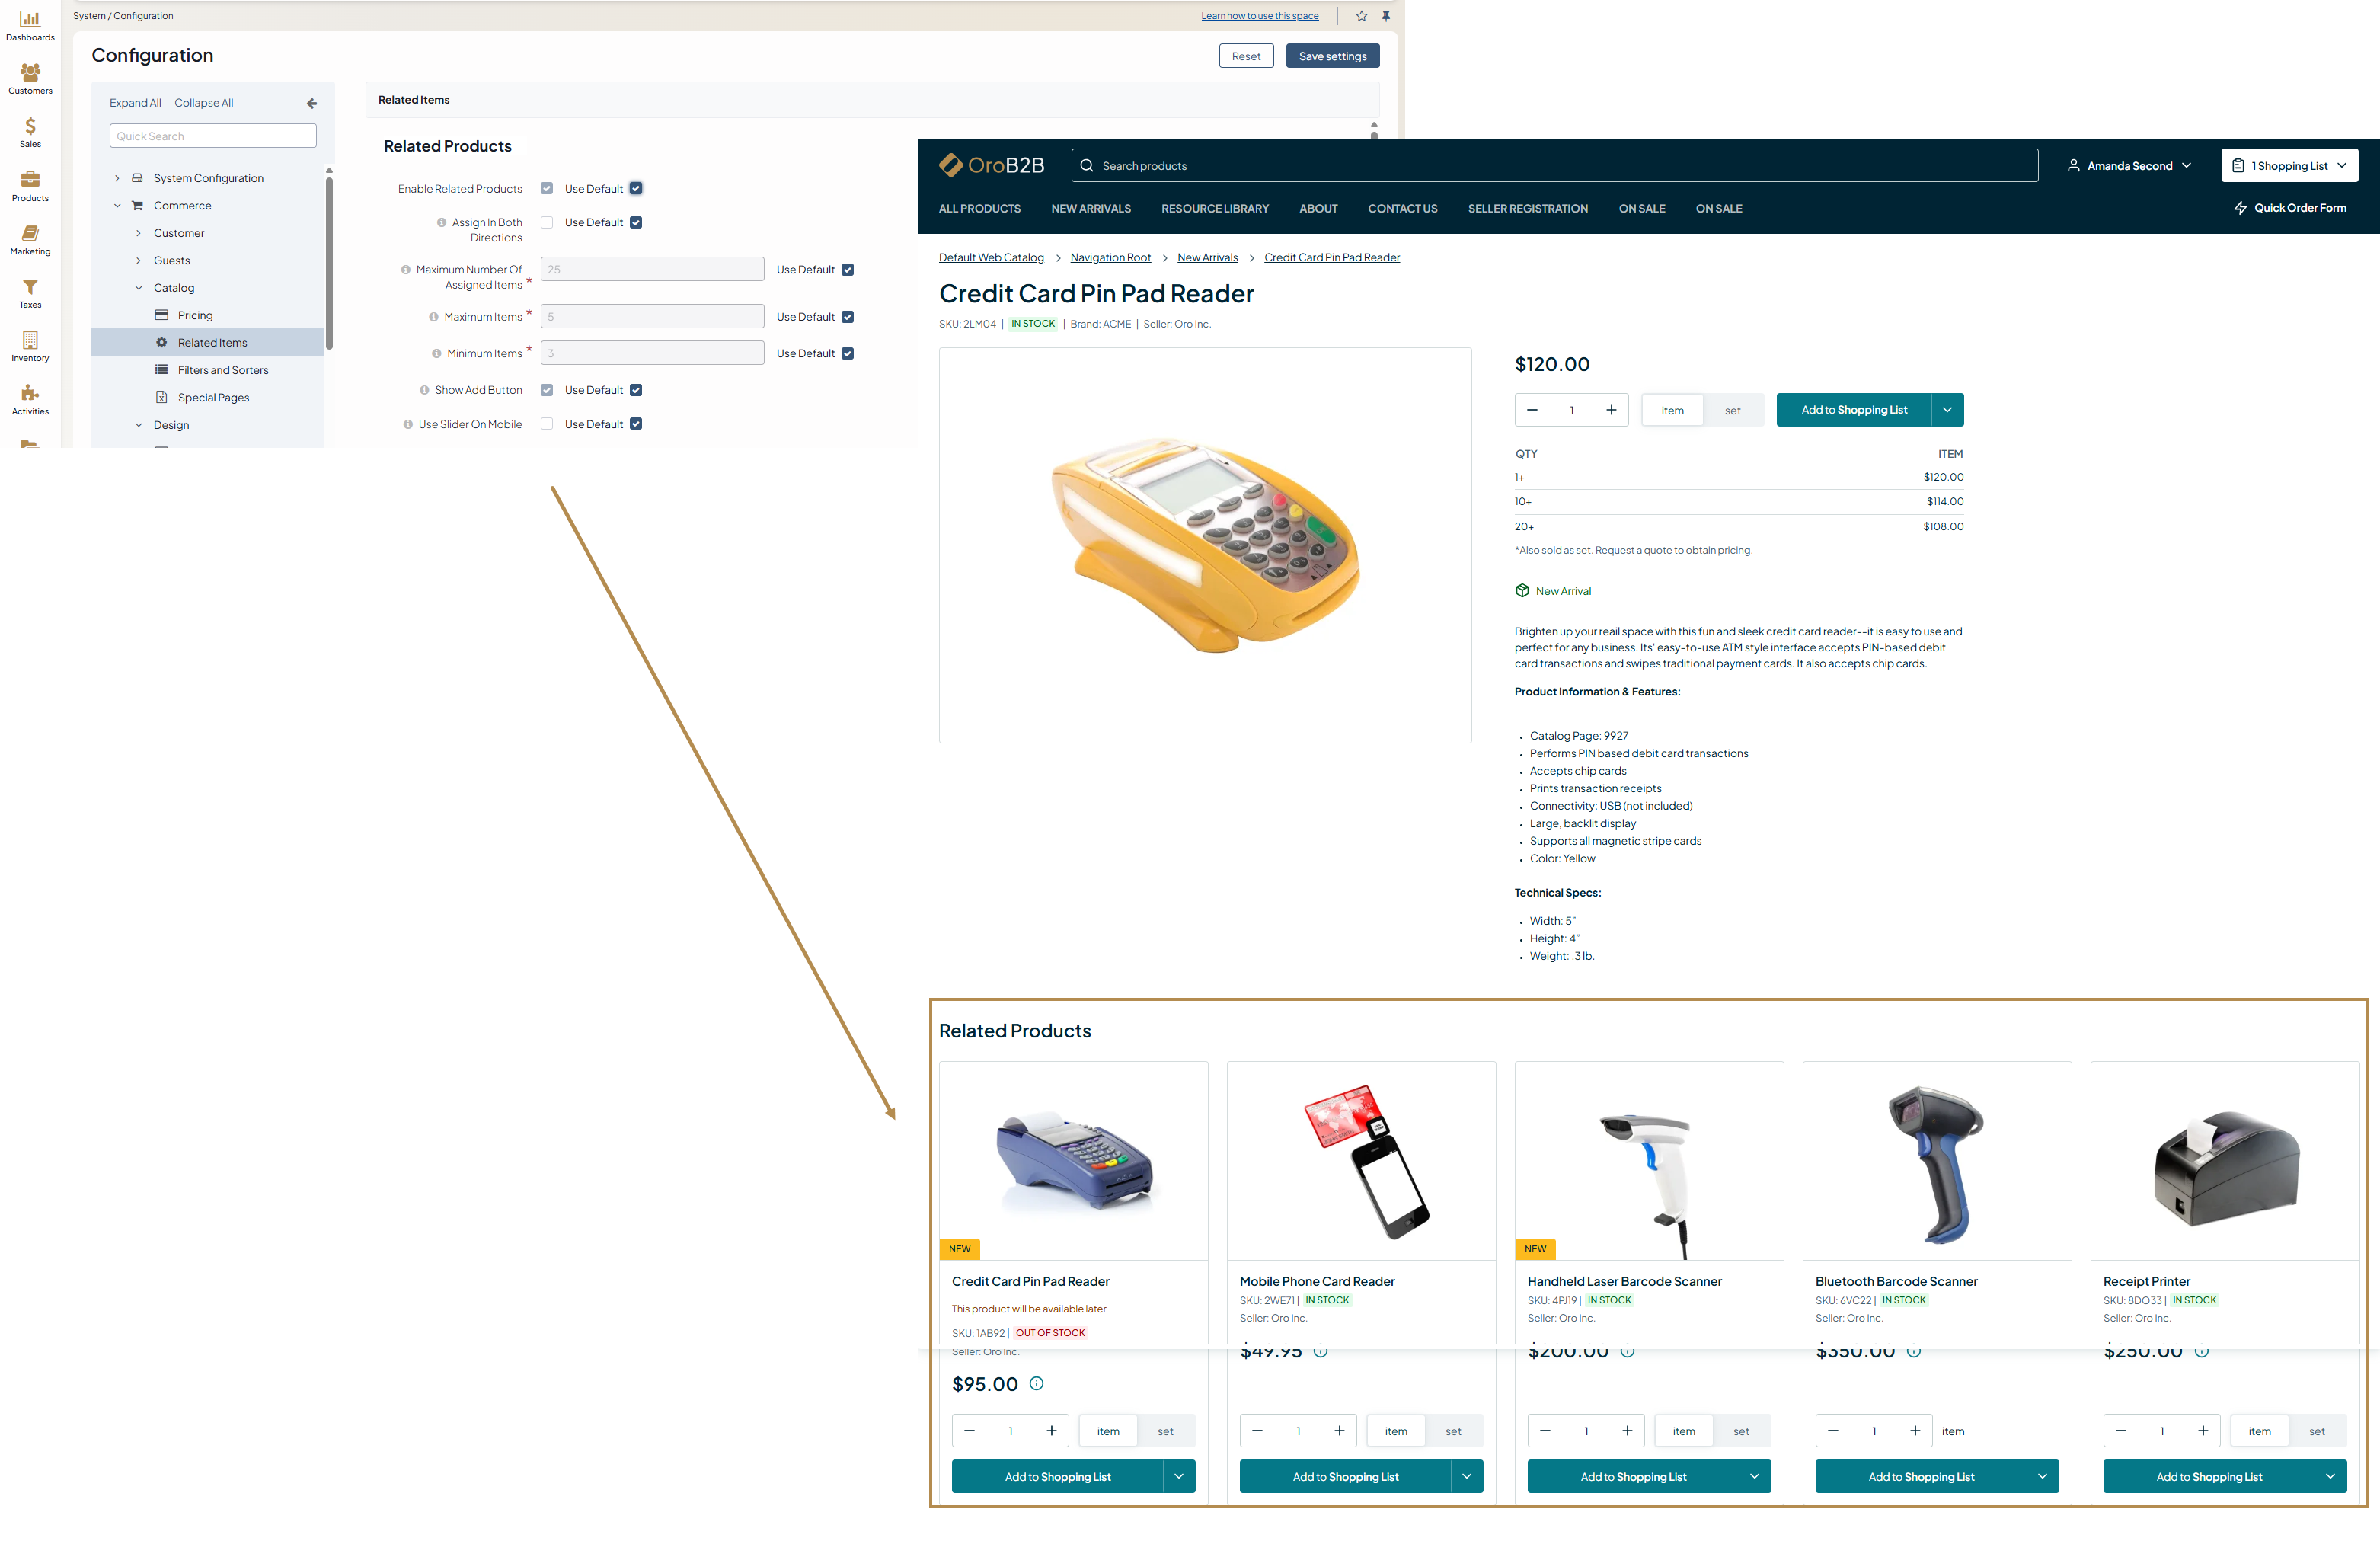 System / Configuration
Learn how to use this space
Dashboards
Customers
Sales
Products
Marketing
Taxes
Inventory
Activities
Configuration
Reset
Save settings
Expand All | Collapse All
Quick Search
System Configuration
Commerce
Customer
Guests
Catalog
Pricing
Related Items
Filters and Sorters
Special Pages
Design
Related Items
Related Products
Enable Related Products Use Default
Assign In Both Use Default
Directions
Maximum Number Of 25 Use Default
Assigned Items *
Maximum Items * 5 Use Default
Minimum Items * 3 Use Default
Show Add Button Use Default
Use Slider On Mobile Use Default
OroB2B
Search products
Amanda Second
1 Shopping List
ALL PRODUCTS NEW ARRIVALS RESOURCE LIBRARY ABOUT CONTACT US SELLER REGISTRATION ON SALE ON SALE
Quick Order Form
Default Web Catalog > Navigation Root > New Arrivals > Credit Card Pin Pad Reader
Credit Card Pin Pad Reader
SKU: 2LM04 | IN STOCK | Brand: ACME | Seller: Oro Inc.
$120.00
1 item set Add to Shopping List
QTY ITEM
1+ $120.00
10+ $114.00
20+ $108.00
*Also sold as set. Request a quote to obtain pricing.
New Arrival
Brighten up your reail space with this fun and sleek credit card reader--it is easy to use and
perfect for any business. Its' easy-to-use ATM style interface accepts PIN-based debit
card transactions and swipes traditional payment cards. It also accepts chip cards.
Product Information & Features:
• Catalog Page: 9927
• Performs PIN based debit card transactions
• Accepts chip cards
• Prints transaction receipts
• Connectivity: USB (not included)
• Large, backlit display
• Supports all magnetic stripe cards
• Color: Yellow
Technical Specs:
• Width: 5"
• Height: 4"
• Weight: .3 lb.
Related Products
NEW
Credit Card Pin Pad Reader
This product will be available later
SKU: 1AB92 | OUT OF STOCK
Seller: Oro Inc.
$95.00
1 item set
Add to Shopping List
Mobile Phone Card Reader
SKU: 2WE71 | IN STOCK
Seller: Oro Inc.
$49.95
1 item set
Add to Shopping List
NEW
Handheld Laser Barcode Scanner
SKU: 4PJ19 | IN STOCK
Seller: Oro Inc.
$200.00
1 item set
Add to Shopping List
Bluetooth Barcode Scanner
SKU: 6VC22 | IN STOCK
Seller: Oro Inc.
$350.00
1 item
Add to Shopping List
Receipt Printer
SKU: 8DO33 | IN STOCK
Seller: Oro Inc.
$250.00
1 item set
Add to Shopping List